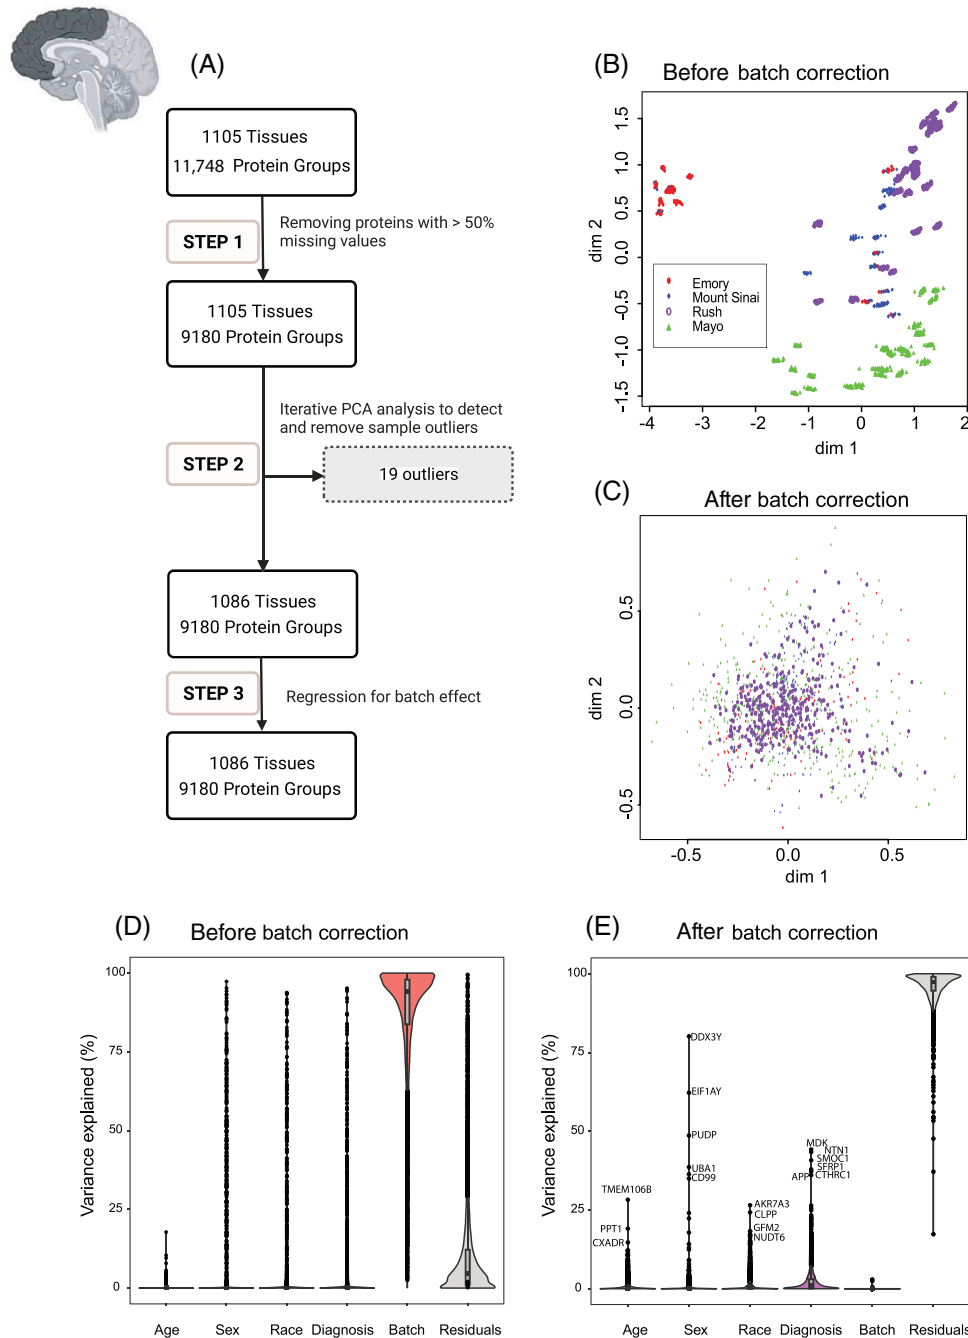 (A)
1105 Tissues
11,748 Protein Groups
STEP 1
Removing proteins with > 50%
missing values
1105 Tissues
9180 Protein Groups
Iterative PCA analysis to detect
and remove sample outliers
STEP 2
19 outliers
1086 Tissues
9180 Protein Groups
STEP 3
Regression for batch effect
1086 Tissues
9180 Protein Groups
(B)
Before batch correction
dim 2
1.5
1.0
0.5
0.0
-0.5
-1.0
-1.5
Emory
Mount Sinai
Rush
Mayo
-4 -3 -2 -1 0 1 2
dim 1
(C)
After batch correction
dim 2
0.5
0.0
-0.5
-0.5 0.0 0.5
dim 1
(D)
Before batch correction
Variance explained (%)
100
75
50
25
0
Age Sex Race Diagnosis Batch Residuals
(E)
After batch correction
Variance explained (%)
100
75
50
25
0
TMEM106B
PPT1
CXADR
DDX3Y
EIF1AY
PUDP
UBA1
CD99
AKR7A3
CLPP
GFM2
NUDT6
MDK
NTN1
SMOC1
SFRP1
APP
CTHRC1
Age Sex Race Diagnosis Batch Residuals